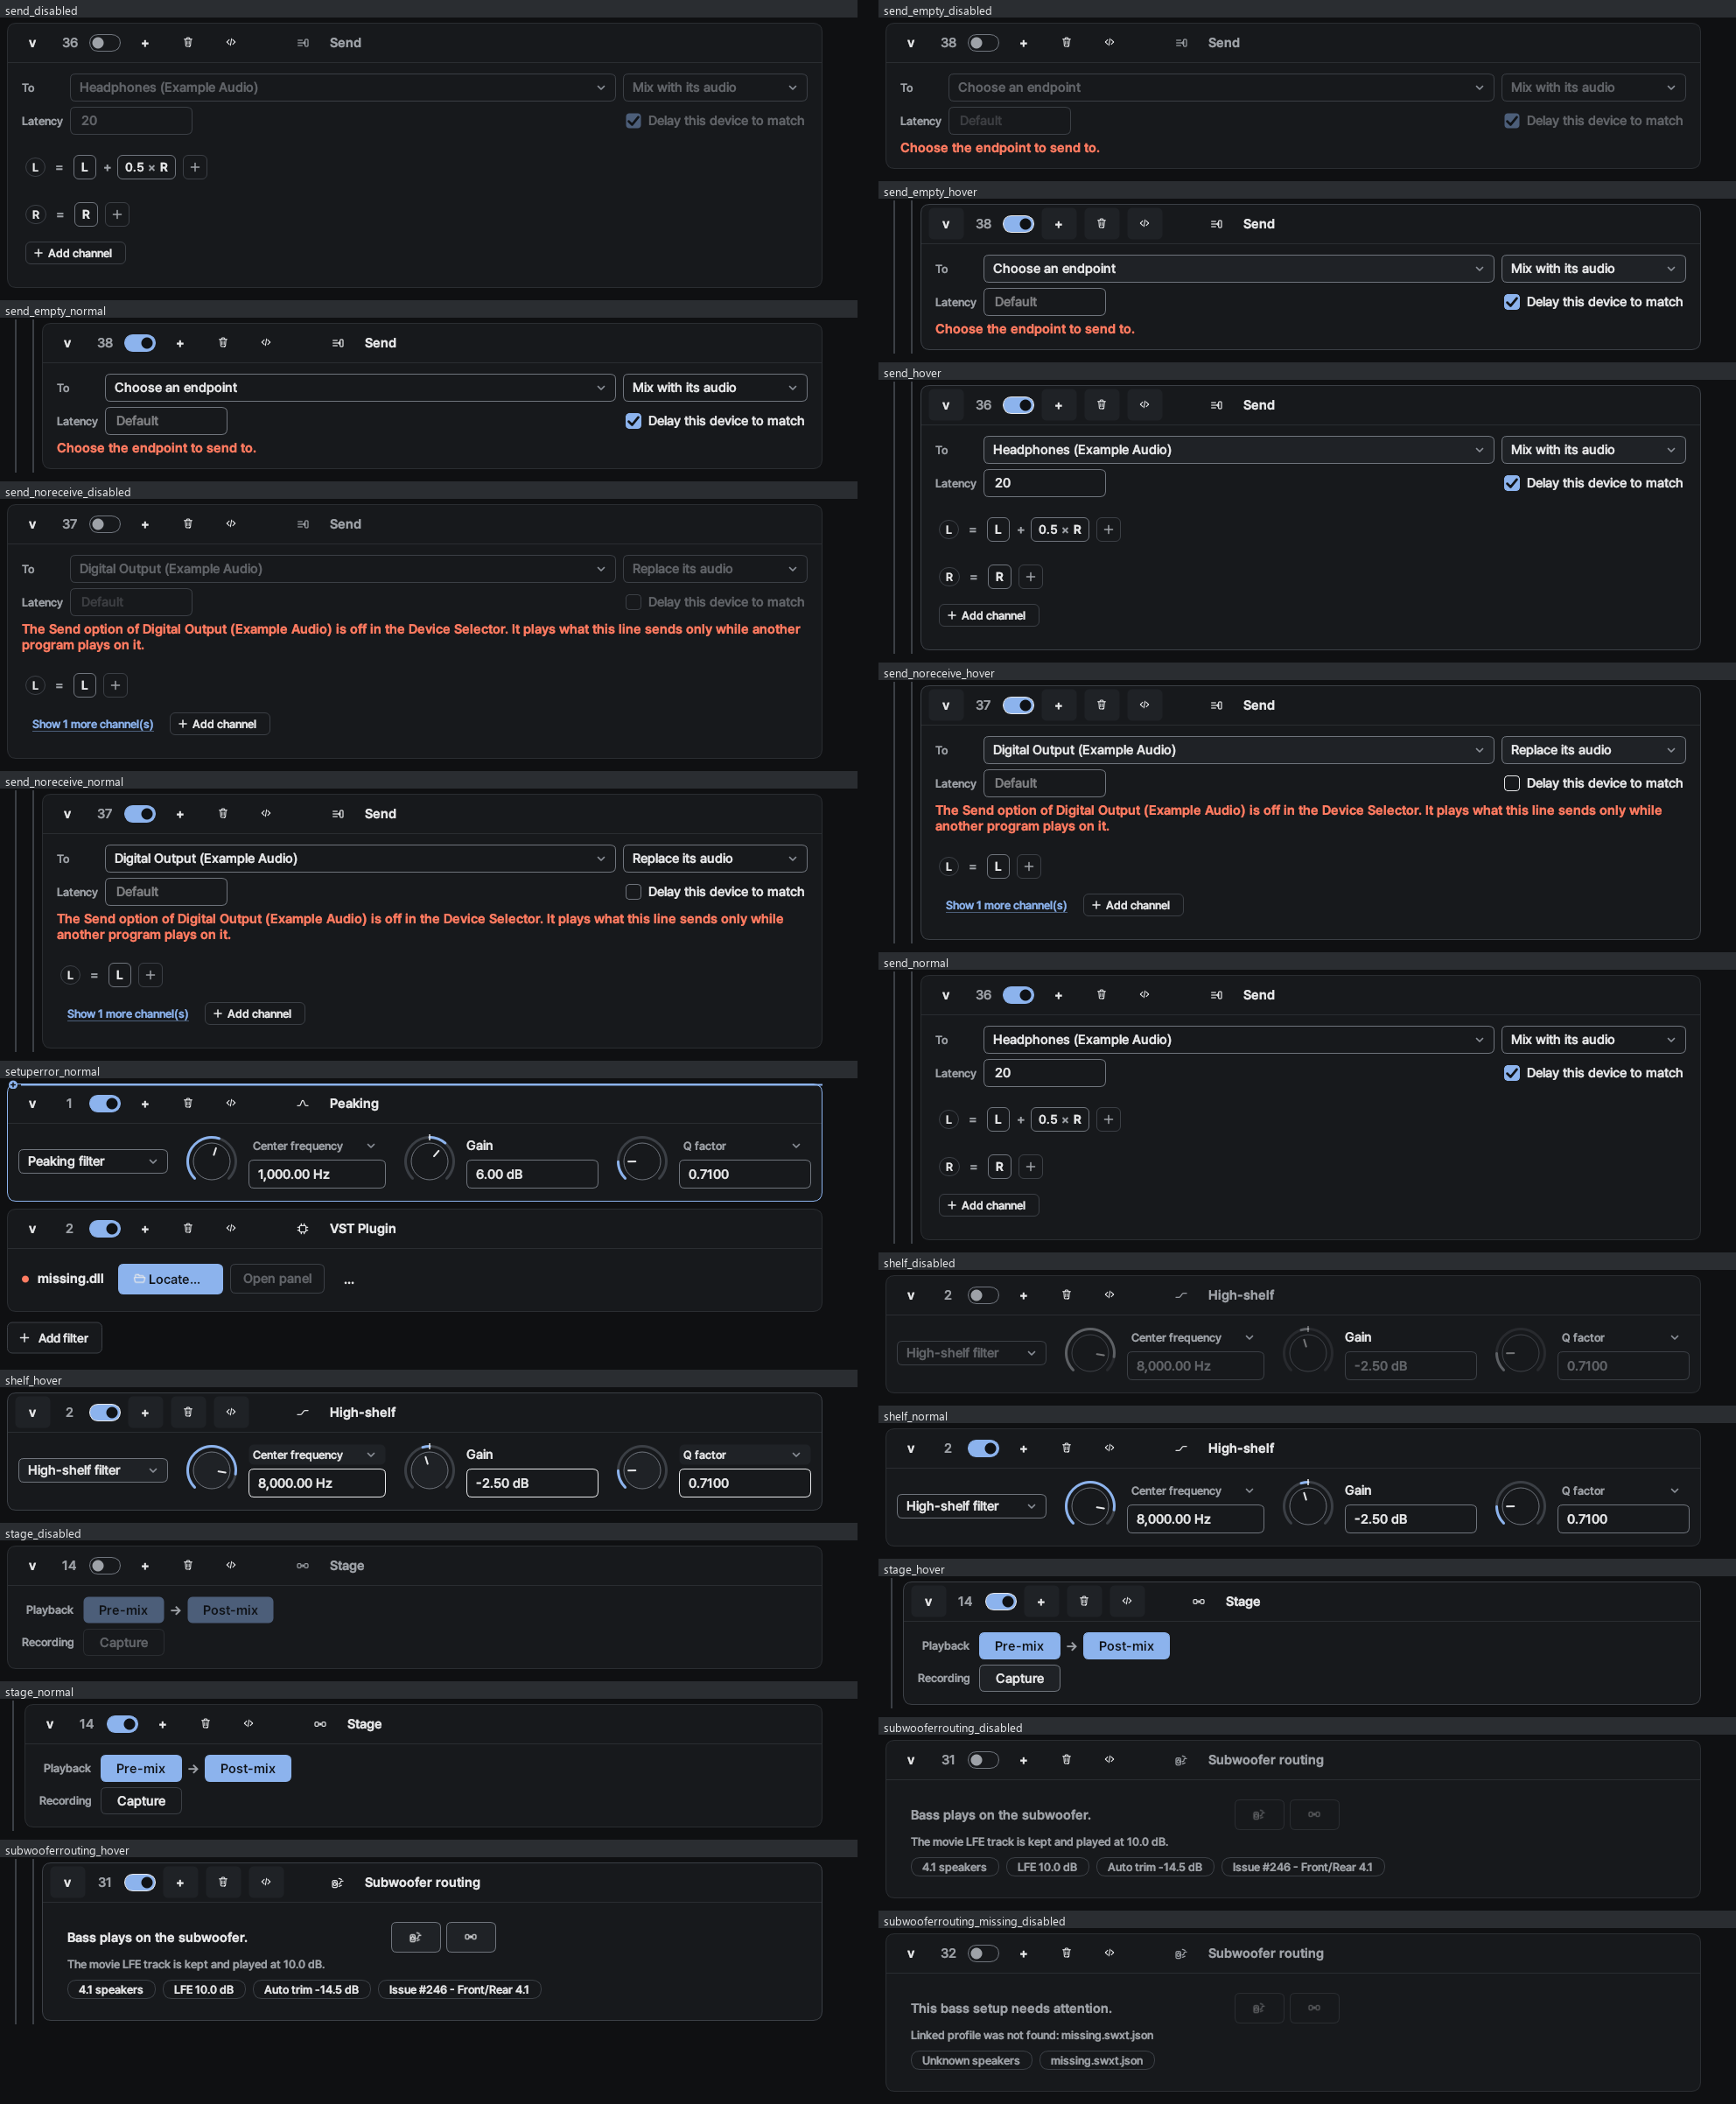 send_disabled
v 36 + </> Send
To Headphones (Example Audio) Mix with its audio
Latency 20 Delay this device to match
L = L + 0.5 × R +
R = R +
+ Add channel
send_empty_normal
v 38 + </> Send
To Choose an endpoint Mix with its audio
Latency Default Delay this device to match
Choose the endpoint to send to.
send_noreceive_disabled
v 37 + </> Send
To Digital Output (Example Audio) Replace its audio
Latency Default Delay this device to match
The Send option of Digital Output (Example Audio) is off in the Device Selector. It plays what this line sends only while another
program plays on it.
L = L +
Show 1 more channel(s) + Add channel
send_noreceive_normal
v 37 + </> Send
To Digital Output (Example Audio) Replace its audio
Latency Default Delay this device to match
The Send option of Digital Output (Example Audio) is off in the Device Selector. It plays what this line sends only while
another program plays on it.
L = L +
Show 1 more channel(s) + Add channel
setuperror_normal
v 1 + </> Peaking
Center frequency Gain Q factor
Peaking filter 1,000.00 Hz 6.00 dB 0.7100
v 2 + </> VST Plugin
missing.dll Locate... Open panel ...
+ Add filter
shelf_hover
v 2 + </> High-shelf
Center frequency Gain Q factor
High-shelf filter 8,000.00 Hz -2.50 dB 0.7100
stage_disabled
v 14 + </> Stage
Playback Pre-mix → Post-mix
Recording Capture
stage_normal
v 14 + </> Stage
Playback Pre-mix → Post-mix
Recording Capture
subwooferrouting_hover
v 31 + </> Subwoofer routing
Bass plays on the subwoofer.
The movie LFE track is kept and played at 10.0 dB.
4.1 speakers LFE 10.0 dB Auto trim -14.5 dB Issue #246 - Front/Rear 4.1
send_empty_disabled
v 38 + </> Send
To Choose an endpoint Mix with its audio
Latency Default Delay this device to match
Choose the endpoint to send to.
send_empty_hover
v 38 + </> Send
To Choose an endpoint Mix with its audio
Latency Default Delay this device to match
Choose the endpoint to send to.
send_hover
v 36 + </> Send
To Headphones (Example Audio) Mix with its audio
Latency 20 Delay this device to match
L = L + 0.5 × R +
R = R +
+ Add channel
send_noreceive_hover
v 37 + </> Send
To Digital Output (Example Audio) Replace its audio
Latency Default Delay this device to match
The Send option of Digital Output (Example Audio) is off in the Device Selector. It plays what this line sends only while
another program plays on it.
L = L +
Show 1 more channel(s) + Add channel
send_normal
v 36 + </> Send
To Headphones (Example Audio) Mix with its audio
Latency 20 Delay this device to match
L = L + 0.5 × R +
R = R +
+ Add channel
shelf_disabled
v 2 + </> High-shelf
Center frequency Gain Q factor
High-shelf filter 8,000.00 Hz -2.50 dB 0.7100
shelf_normal
v 2 + </> High-shelf
Center frequency Gain Q factor
High-shelf filter 8,000.00 Hz -2.50 dB 0.7100
stage_hover
v 14 + </> Stage
Playback Pre-mix → Post-mix
Recording Capture
subwooferrouting_disabled
v 31 + </> Subwoofer routing
Bass plays on the subwoofer.
The movie LFE track is kept and played at 10.0 dB.
4.1 speakers LFE 10.0 dB Auto trim -14.5 dB Issue #246 - Front/Rear 4.1
subwooferrouting_missing_disabled
v 32 + </> Subwoofer routing
This bass setup needs attention.
Linked profile was not found: missing.swxt.json
Unknown speakers missing.swxt.json